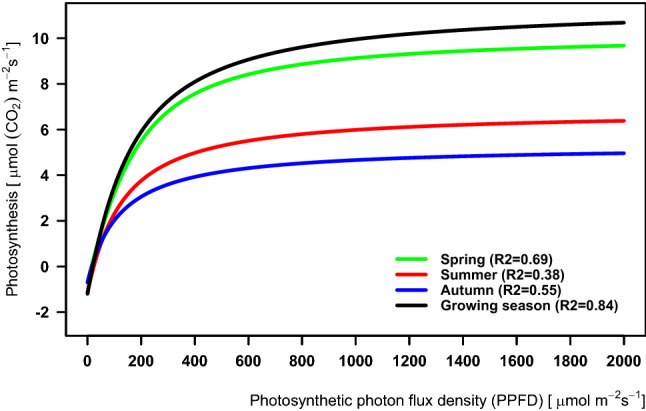 Photosynthesis [ μmol (CO₂) m⁻²s⁻¹]
10
8
6
4
2
0
-2
Spring (R2=0.69)
Summer (R2=0.38)
Autumn (R2=0.55)
Growing season (R2=0.84)
0 200 400 600 800 1000 1200 1400 1600 1800 2000
Photosynthetic photon flux density (PPFD) [ μmol m⁻²s⁻¹]